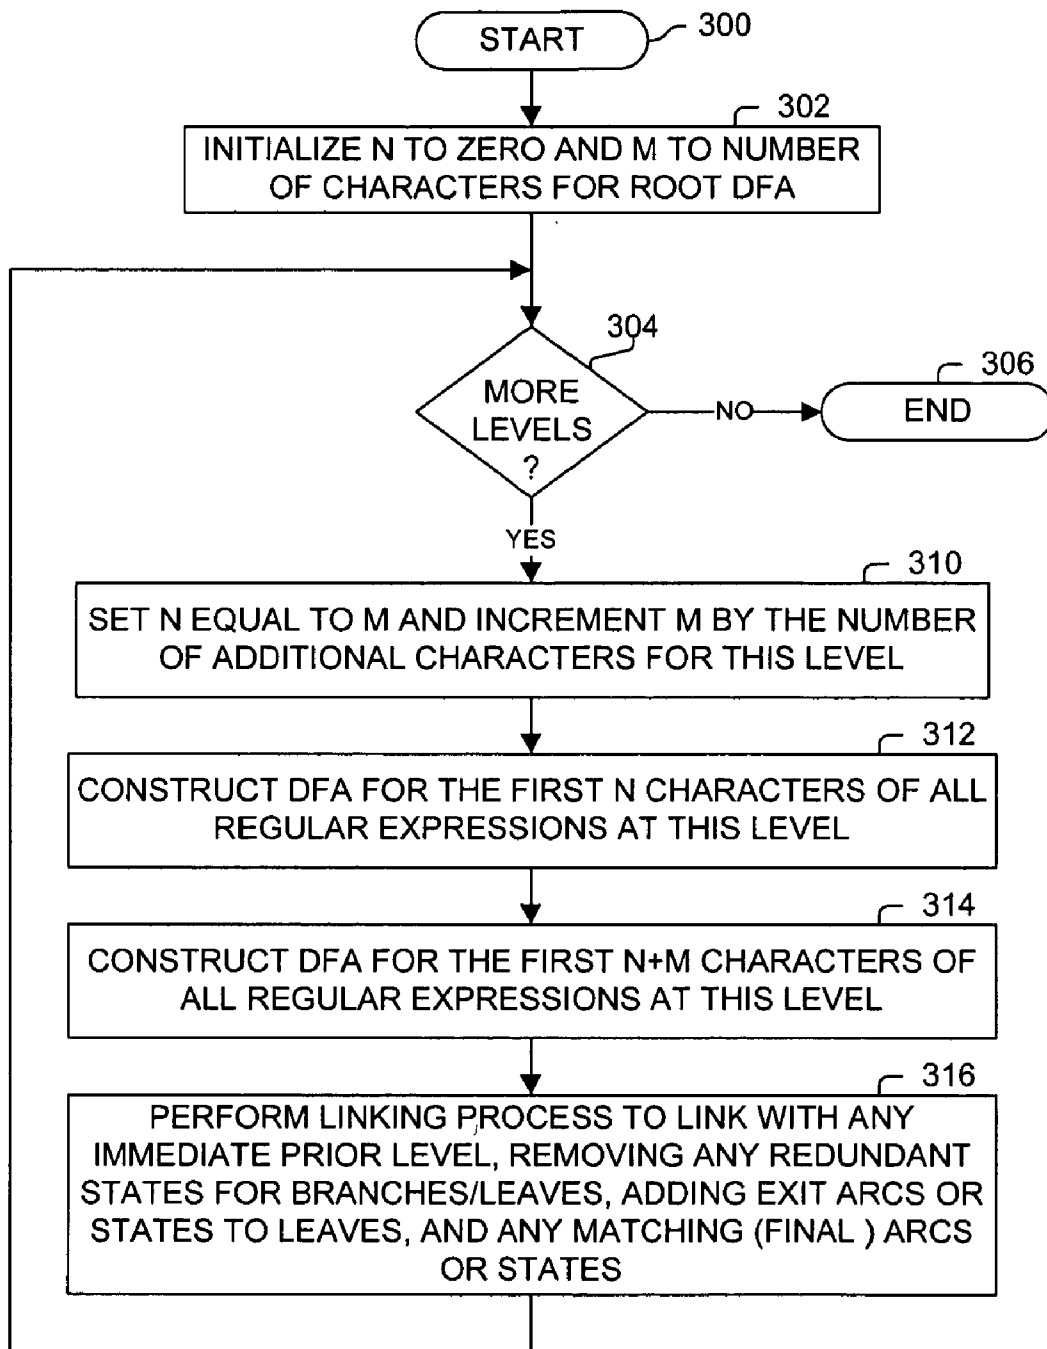 START
300
302
INITIALIZE N TO ZERO AND M TO NUMBER
OF CHARACTERS FOR ROOT DFA
304
MORE
LEVELS
?
NO
306
END
YES
310
SET N EQUAL TO M AND INCREMENT M BY THE NUMBER
OF ADDITIONAL CHARACTERS FOR THIS LEVEL
312
CONSTRUCT DFA FOR THE FIRST N CHARACTERS OF ALL
REGULAR EXPRESSIONS AT THIS LEVEL
314
CONSTRUCT DFA FOR THE FIRST N+M CHARACTERS OF
ALL REGULAR EXPRESSIONS AT THIS LEVEL
316
PERFORM LINKING PROCESS TO LINK WITH ANY
IMMEDIATE PRIOR LEVEL, REMOVING ANY REDUNDANT
STATES FOR BRANCHES/LEAVES, ADDING EXIT ARCS OR
STATES TO LEAVES, AND ANY MATCHING (FINAL ) ARCS
OR STATES